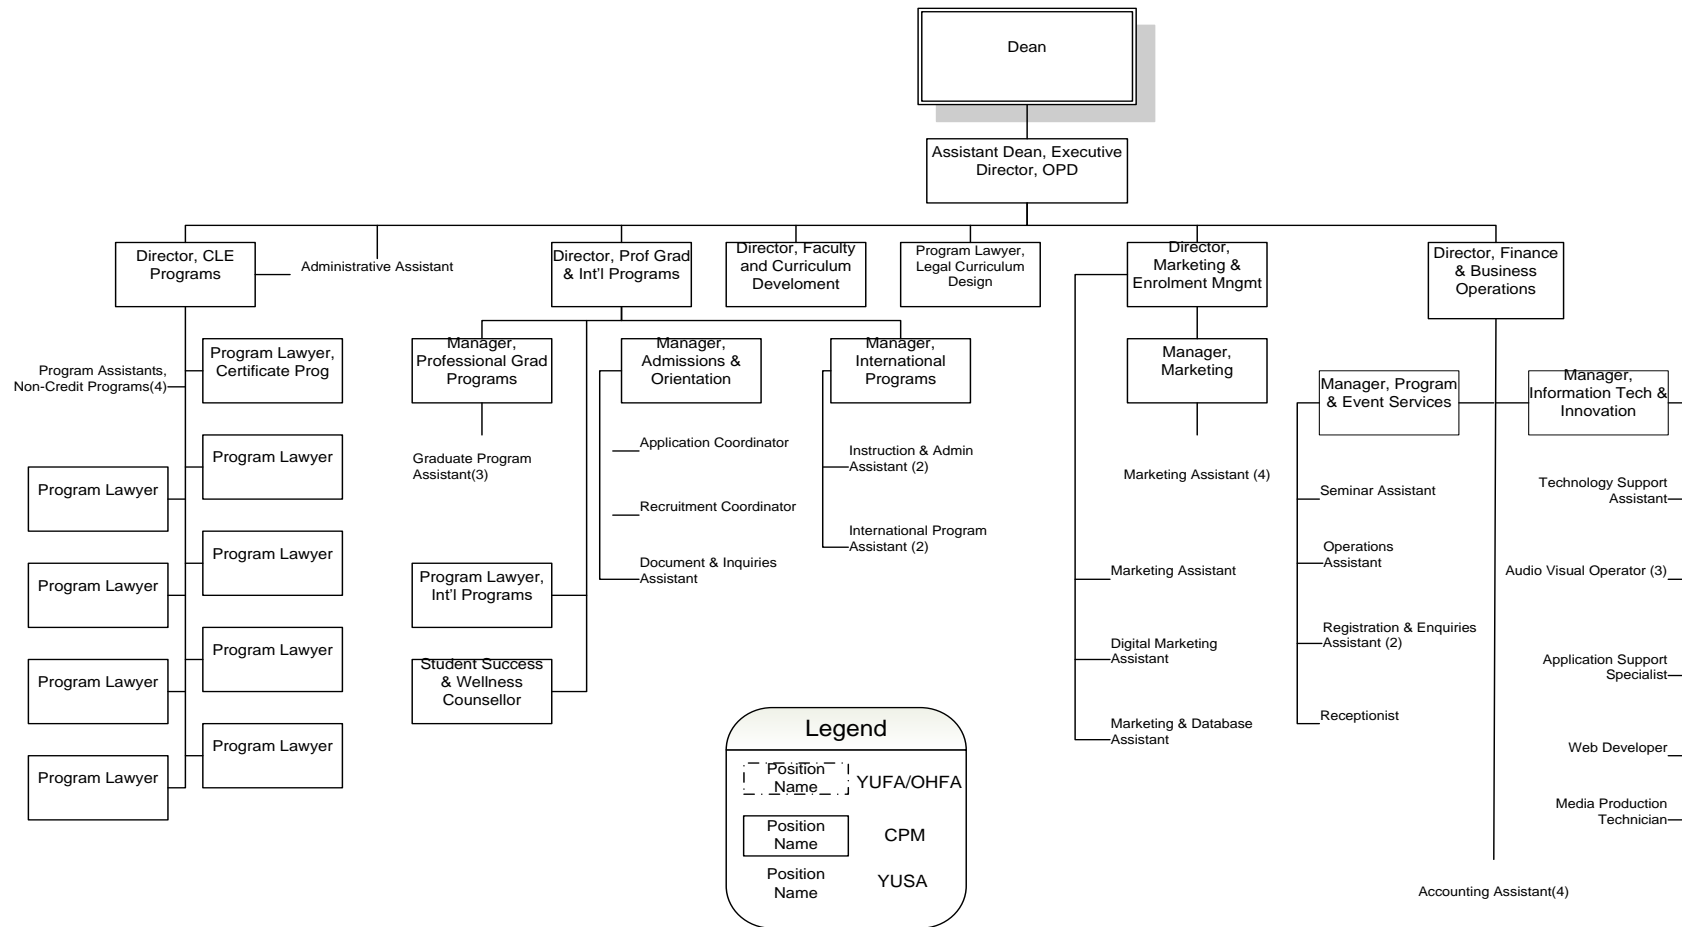 Dean
Assistant Dean, Executive
Director, OPD
Director, CLE
Programs
Administrative Assistant
Director, Prof Grad
& Int'l Programs
Director, Faculty
and Curriculum
Develoment
Program Lawyer,
Legal Curriculum
Design
Director,
Marketing &
Enrolment Mngmt
Director, Finance
& Business
Operations
Program Assistants,
Non-Credit Programs(4)
Program Lawyer,
Certificate Prog
Program Lawyer
Program Lawyer
Program Lawyer
Program Lawyer
Program Lawyer
Program Lawyer
Program Lawyer
Program Lawyer
Manager,
Professional Grad
Programs
Graduate Program
Assistant(3)
Program Lawyer,
Int'l Programs
Student Success
& Wellness
Counsellor
Manager,
Admissions &
Orientation
Application Coordinator
Recruitment Coordinator
Document & Inquiries
Assistant
Manager,
International
Programs
Instruction & Admin
Assistant (2)
International Program
Assistant (2)
Manager,
Marketing
Marketing Assistant (4)
Marketing Assistant
Digital Marketing
Assistant
Marketing & Database
Assistant
Manager, Program
& Event Services
Seminar Assistant
Operations
Assistant
Registration & Enquiries
Assistant (2)
Receptionist
Manager,
Information Tech &
Innovation
Technology Support
Assistant
Audio Visual Operator (3)
Application Support
Specialist
Web Developer
Media Production
Technician
Accounting Assistant(4)
Legend
Position
Name
YUFA/OHFA
Position
Name
CPM
Position
Name
YUSA